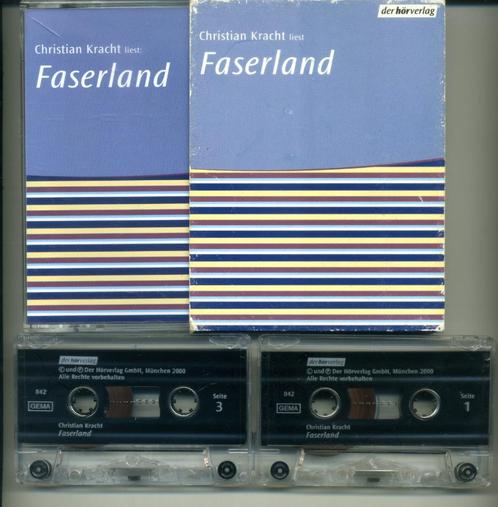 Christian Kracht liest:
Faserland
der hörverlag
Christian Kracht liest
Faserland
der hörverlag
© und ℗ Der Hörverlag GmbH, München 2000
Alle Rechte vorbehalten
842
GEMA
Seite
3
Christian Kracht
Faserland
der hörverlag
© und ℗ Der Hörverlag GmbH, München 2000
Alle Rechte vorbehalten
842
GEMA
Seite
1
Christian Kracht
Faserland